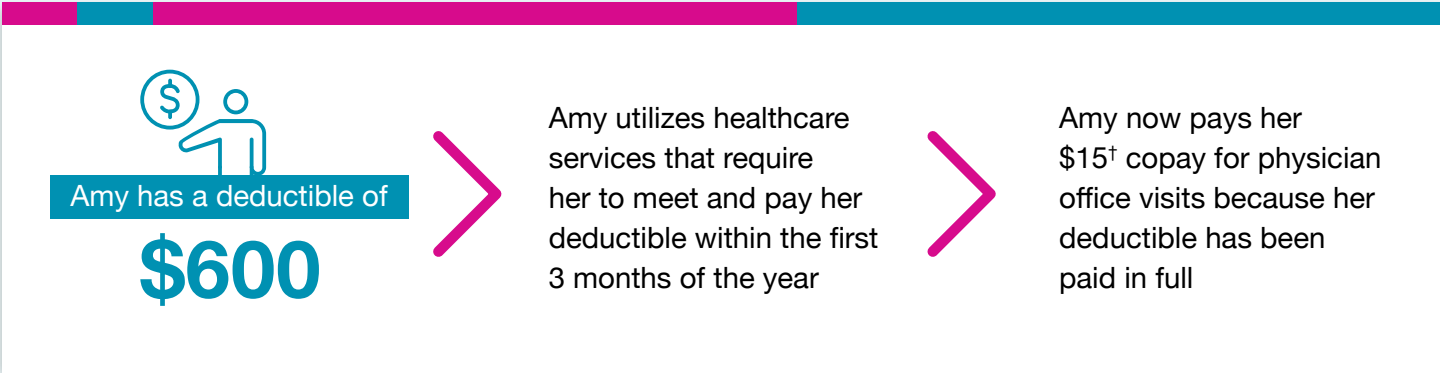 $
Amy has a deductible of
$600
Amy utilizes healthcare
services that require
her to meet and pay her
deductible within the first
3 months of the year
Amy now pays her
$15† copay for physician
office visits because her
deductible has been
paid in full